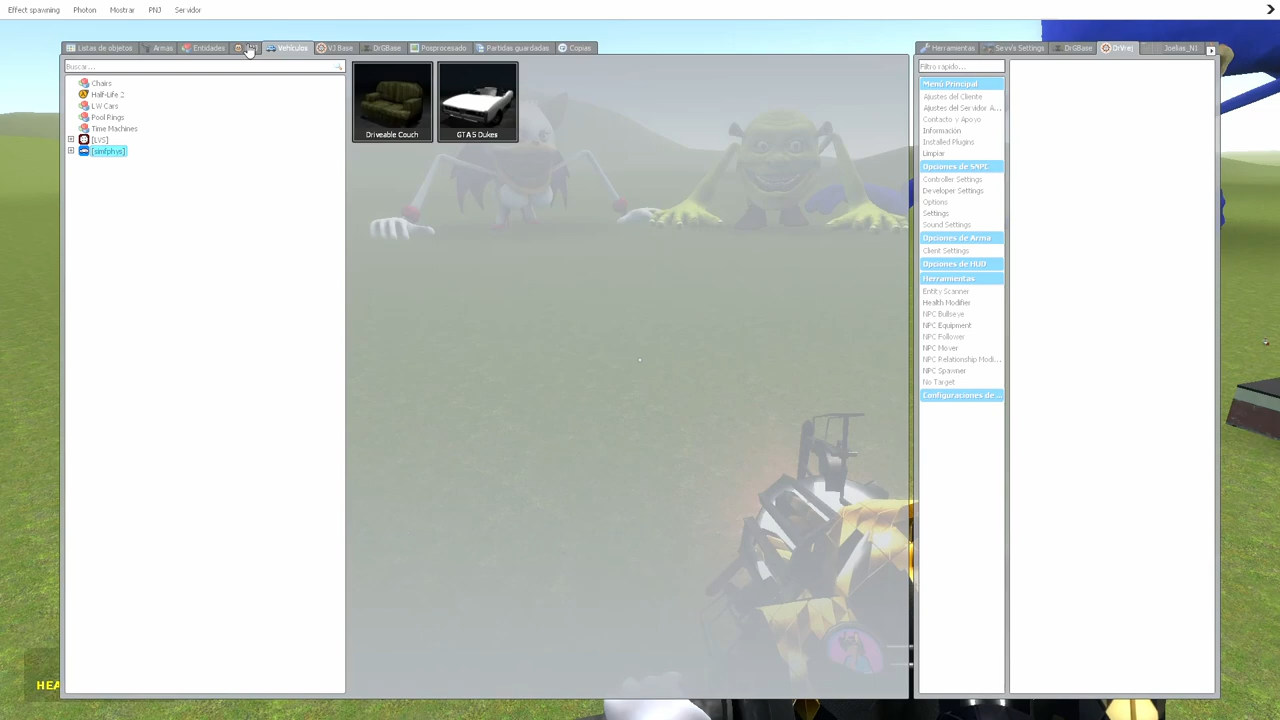 Effect spawning Photon Mostrar PNJ Servidor
Listas de objetos Armas Entidades Vehículos VJ Base DrGBase Posprocesado Partidas guardadas Copias
Herramientas Sevv's Settings DrGBase DrVrej Joelias_NI
Buscar...
Chairs
Half-Life 2
LW Cars
Pool Rings
Time Machines
[LVS]
[simfphys]
Driveable Couch
GTA 5 Dukes
Filtro rapido...
Menú Principal
Ajustes del Cliente
Ajustes del Servidor A...
Contacto y Apoyo
Información
Installed Plugins
Limpiar
Opciones de SNPC
Controller Settings
Developer Settings
Options
Settings
Sound Settings
Opciones de Arma
Client Settings
Opciones de HUD
Herramientas
Entity Scanner
Health Modifier
NPC Bullseye
NPC Equipment
NPC Follower
NPC Mover
NPC Relationship Modi...
NPC Spawner
No Target
Configuraciones de ...
HEA